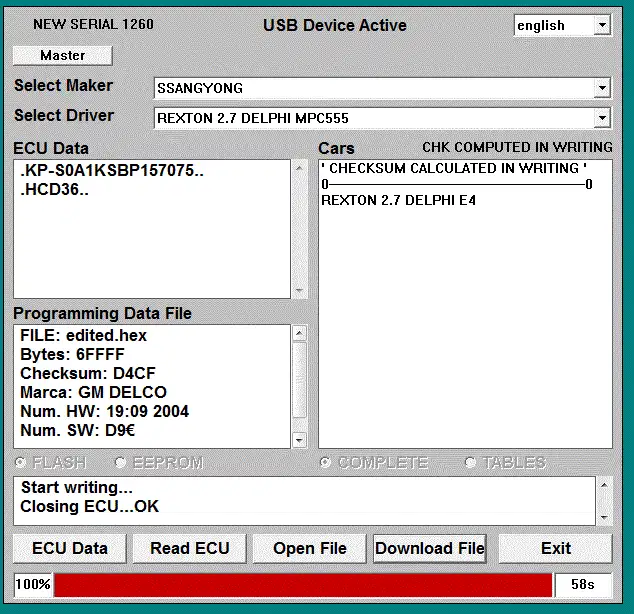 NEW SERIAL 1260
USB Device Active
english
Master
Select Maker
SSANGYONG
Select Driver
REXTON 2.7 DELPHI MPC555
ECU Data
.KP-S0A1KSBP157075..
.HCD36..
Cars
CHK COMPUTED IN WRITING
' CHECKSUM CALCULATED IN WRITING '
0————————————————0
REXTON 2.7 DELPHI E4
Programming Data File
FILE: edited.hex
Bytes: 6FFFF
Checksum: D4CF
Marca: GM DELCO
Num. HW: 19:09 2004
Num. SW: D9€
FLASH
EEPROM
COMPLETE
TABLES
Start writing...
Closing ECU...OK
ECU Data
Read ECU
Open File
Download File
Exit
100%
58s